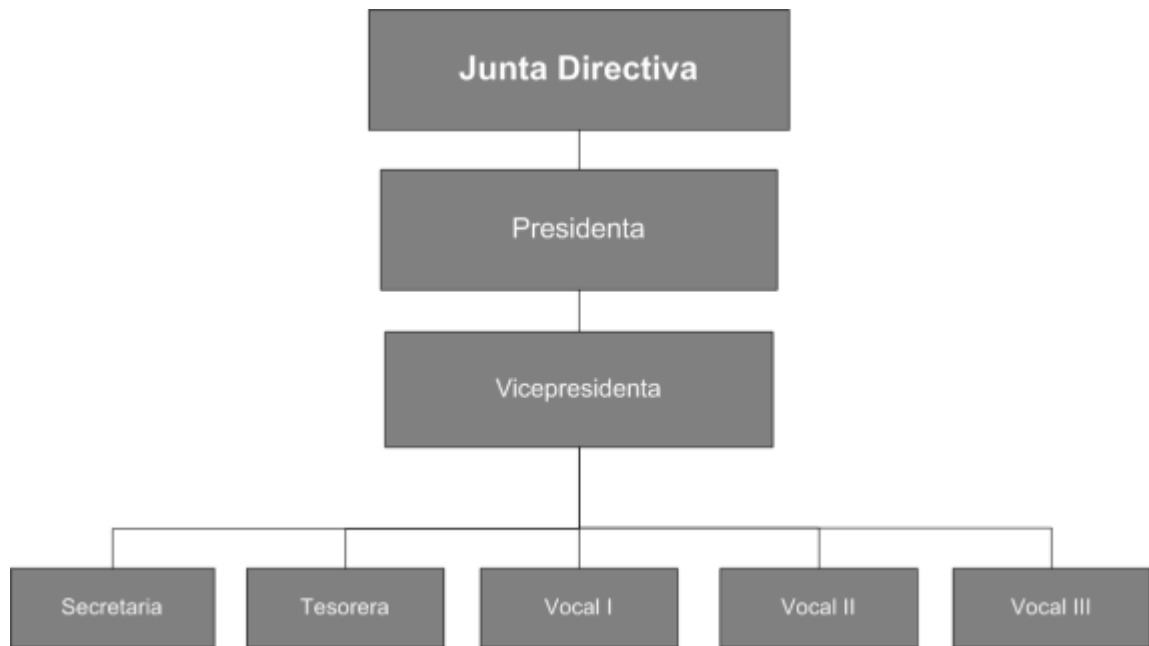 Junta Directiva
Presidenta
Vicepresidenta
Secretaria
Tesorera
Vocal I
Vocal II
Vocal III